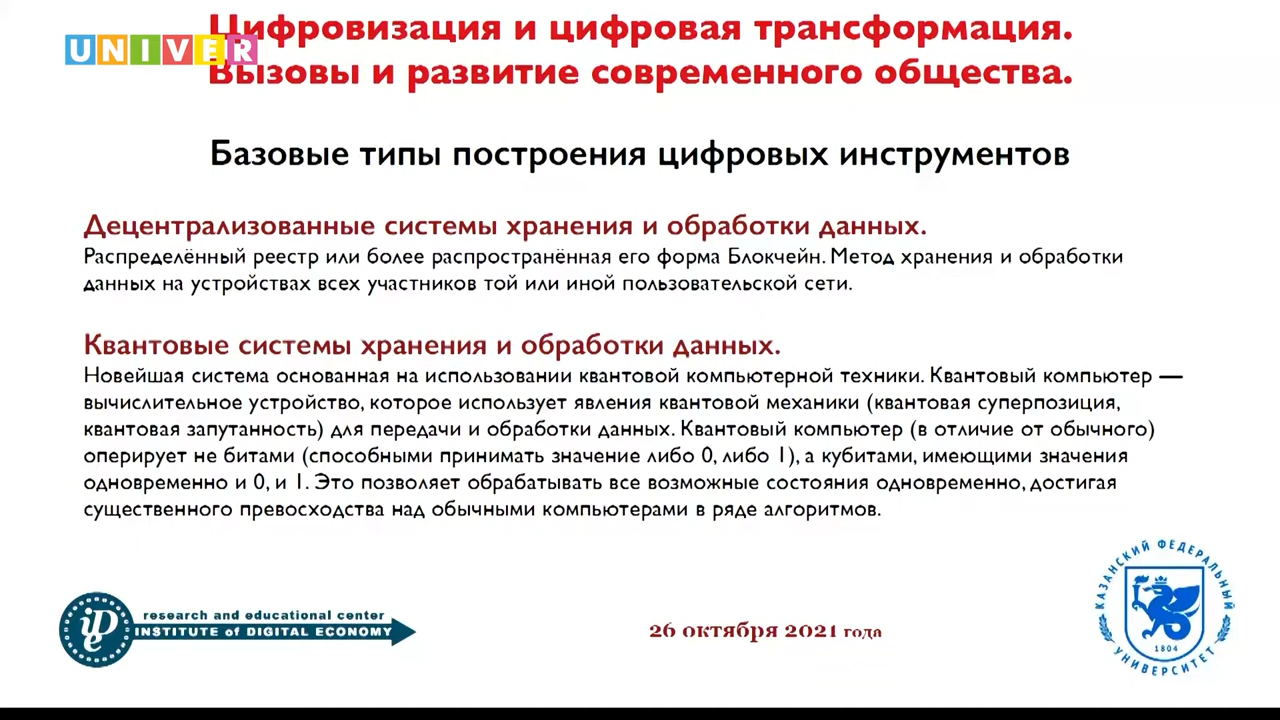 Цифровизация и цифровая трансформация.
UNIVER
Вызовы и развитие современного общества.
Базовые типы построения цифровых инструментов
Децентрализованные системы хранения и обработки данных.
Распределённый реестр или более распространённая его форма Блокчейн. Метод хранения и обработки
данных на устройствах всех участников той или иной пользовательской сети.
Квантовые системы хранения и обработки данных.
Новейшая система основанная на использовании квантовой компьютерной техники. Квантовый компьютер —
вычислительное устройство, которое использует явления квантовой механики (квантовая суперпозиция,
квантовая запутанность) для передачи и обработки данных. Квантовый компьютер (в отличие от обычного)
оперирует не битами (способными принимать значение либо 0, либо 1), а кубитами, имеющими значения
одновременно и 0, и 1. Это позволяет обрабатывать все возможные состояния одновременно, достигая
существенного превосходства над обычными компьютерами в ряде алгоритмов.
ide
research and educational center
INSTITUTE of DIGITAL ECONOMY
26 октября 2021 года
КАЗАНСКИЙ ФЕДЕРАЛЬНЫЙ
1804
УНИВЕРСИТЕТ